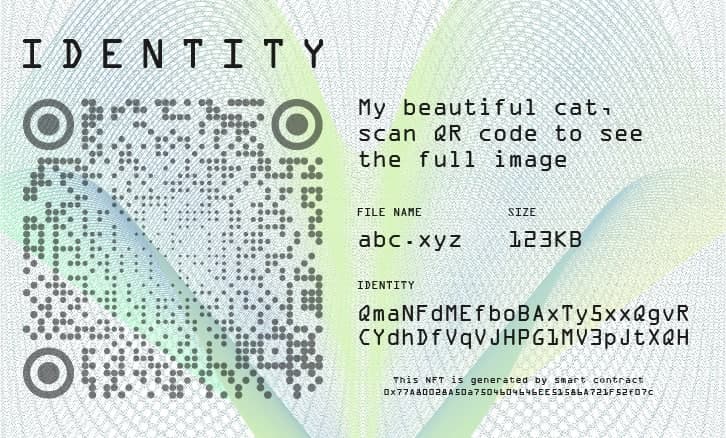 IDENTITY
My beautiful cat,
scan QR code to see
the full image
FILE NAME
SIZE
abc.xyz
123KB
IDENTITY
QmaNFdMEfboBAxTy5xxQgvR
CYdhDfVqVJHPG1MV3pJtXQH
This NFT is generated by smart contract